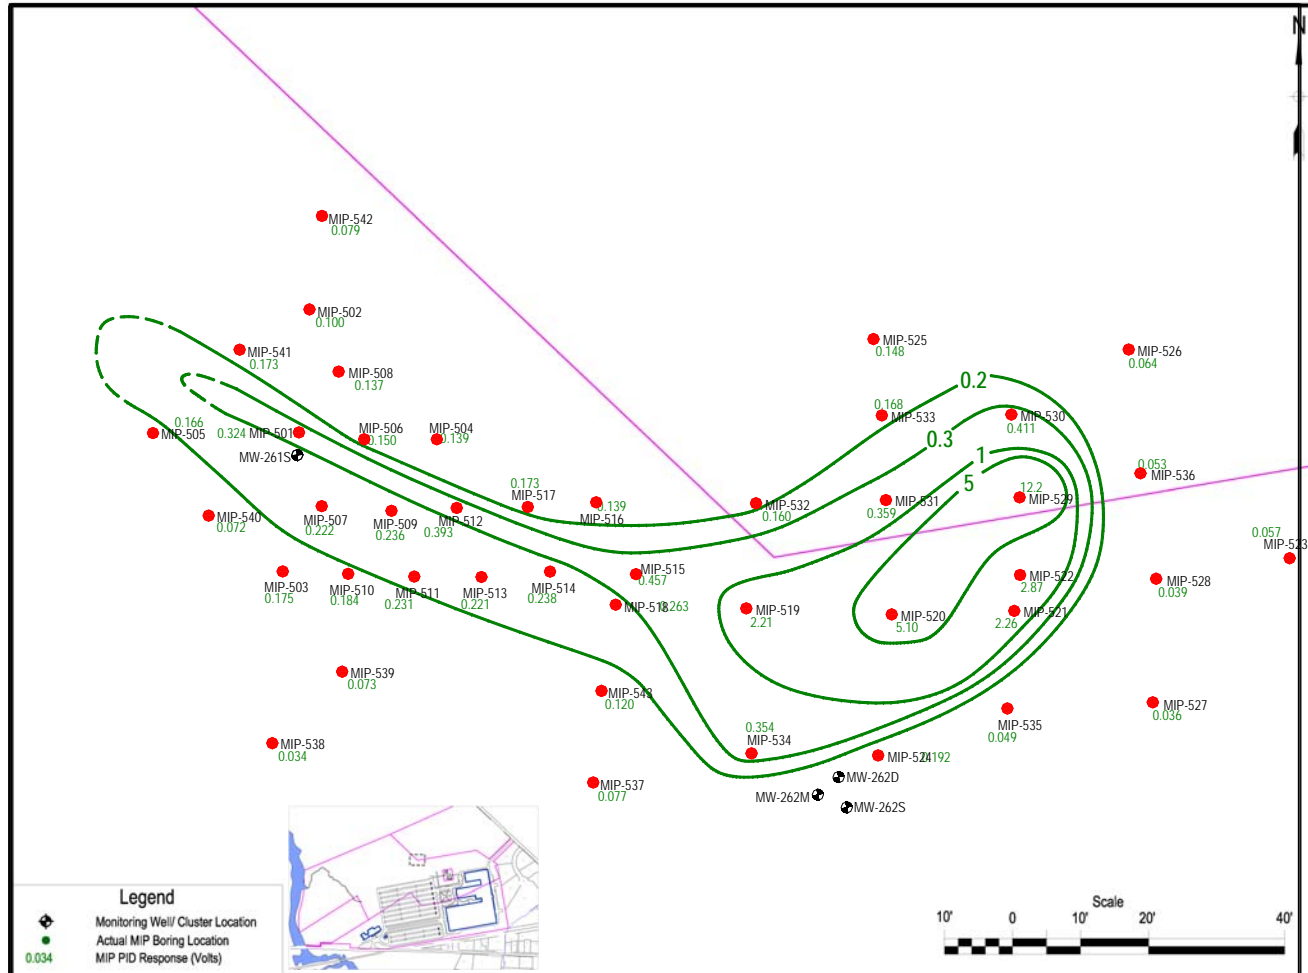 N
MIP-542
0.079
MIP-502
0.100
MIP-541
0.173
MIP-508
0.137
MIP-525
0.148
MIP-526
0.064
0.2
0.168
MIP-533
MIP-530
0.411
0.166
MIP-505
0.324
MIP-501
MIP-506
0.150
MIP-504
0.139
0.3
MW-261S
1
5
0.053
MIP-536
0.173
MIP-517
0.139
MIP-516
MIP-532
0.160
MIP-531
0.359
12.2
MIP-529
MIP-540
0.072
MIP-507
0.222
MIP-509
0.236
MIP-512
0.393
0.057
MIP-523
MIP-503
0.175
MIP-510
0.184
MIP-511
0.231
MIP-513
0.221
MIP-514
0.238
MIP-515
0.457
MIP-522
2.87
MIP-528
0.039
MIP-518
0.263
MIP-519
2.21
MIP-520
5.10
MIP-521
2.26
MIP-539
0.073
MIP-543
0.120
MIP-527
0.036
MIP-535
0.049
MIP-538
0.034
0.354
MIP-534
MIP-524
0.192
MIP-537
0.077
MW-262D
MW-262M
MW-262S
Legend
Monitoring Well/ Cluster Location
Actual MIP Boring Location
0.034 MIP PID Response (Volts)
Scale
10' 0 10' 20' 40'